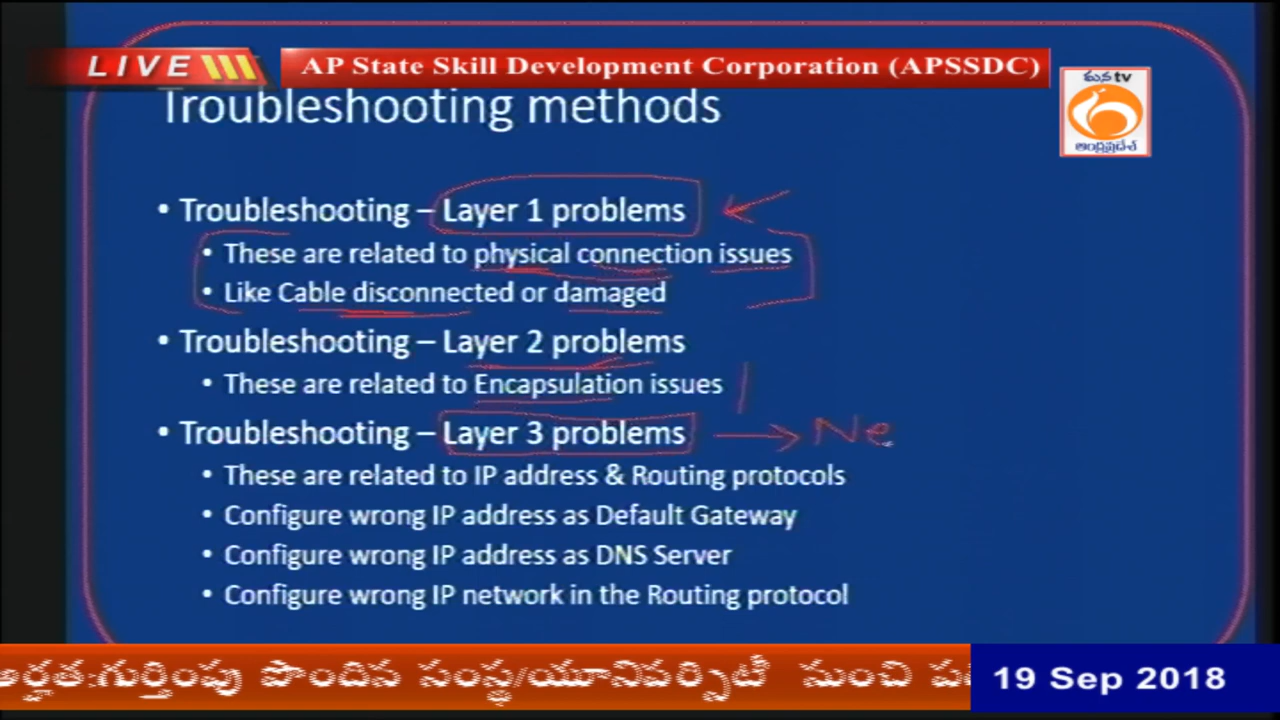 LIVE
AP State Skill Development Corporation (APSSDC)
మన tv
ఆంధ్రప్రదేశ్
Troubleshooting methods
• Troubleshooting – Layer 1 problems
• These are related to physical connection issues
• Like Cable disconnected or damaged
• Troubleshooting – Layer 2 problems
• These are related to Encapsulation issues
• Troubleshooting – Layer 3 problems
Ne
• These are related to IP address & Routing protocols
• Configure wrong IP address as Default Gateway
• Configure wrong IP address as DNS Server
• Configure wrong IP network in the Routing protocol
అర్హత:గుర్తింపు పొందిన సంస్థ/యూనివర్సిటీ నుంచి
19 Sep 2018